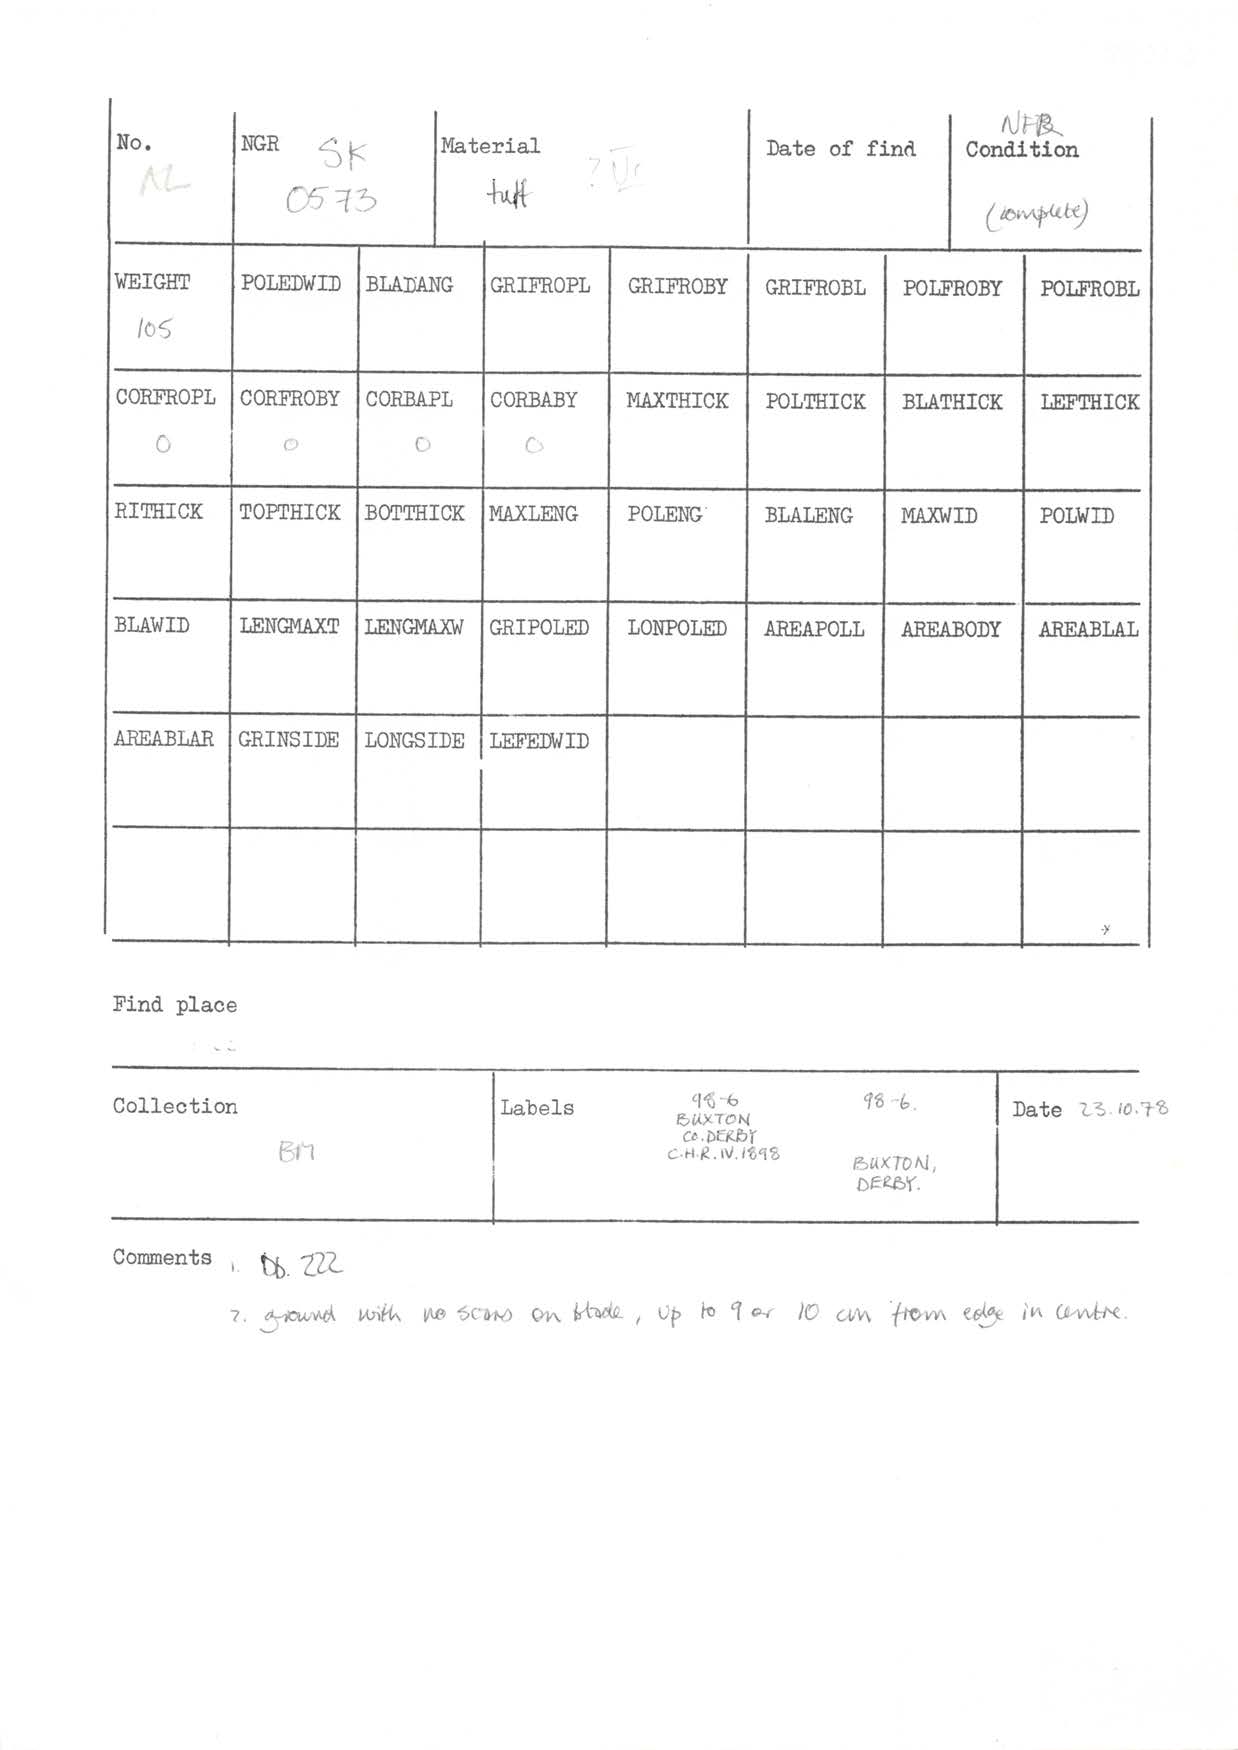 No. NGR SK Material Date of find NFB Condition
0573 tuff (complete)
WEIGHT POLEDWID BLADANG GRIFROPL GRIFROBY GRIFROBL POLFROBY POLFROBL
105
CORFROPL CORFROBY CORBAPL CORBABY MAXTHICK POLTHICK BLATHICK LEFTHICK
0 0 0 0
RITHICK TOPTHICK BOTTHICK MAXLENG POLENG BLALENG MAXWID POLWID
BLAWID LENGMAXT LENGMAXW GRIPOLED LONPOLED AREAPOLL AREABODY AREABLAL
AREABLAR GRINSIDE LONGSIDE LEFEDWID
Find place
Collection BM
Labels
98-6
BUXTON
CO. DERBY
C.H.R. IV. 1898
98-6.
BUXTON,
DERBY.
Date 23.10.78
Comments 1. Db. 222
2. ground with no scars on blade, up to 9 or 10 cm from edge in centre.